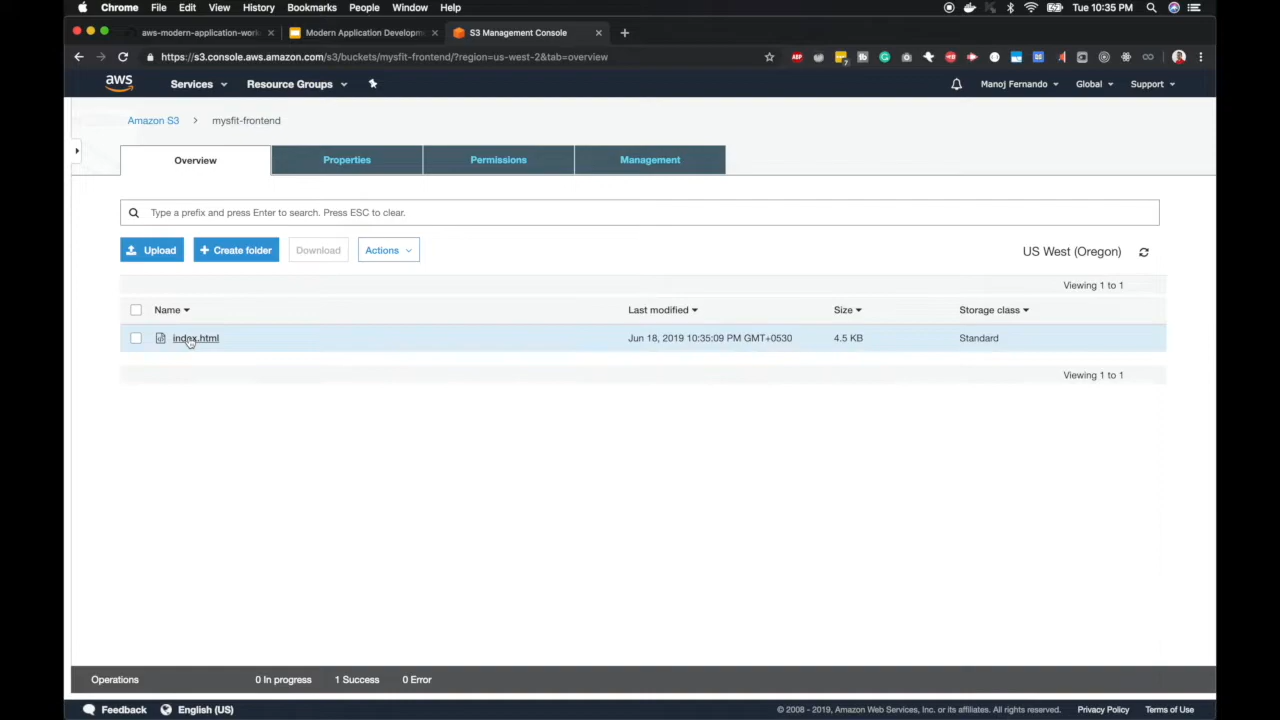 Chrome File Edit View History Bookmarks People Window Help Tue 10:35 PM
aws-modern-application-work Modern Application Developme S3 Management Console
https://s3.console.aws.amazon.com/s3/buckets/mysfit-frontend/?region=us-west-2&tab=overview
aws Services Resource Groups Manoj Fernando Global Support
Amazon S3 mysfit-frontend
Overview Properties Permissions Management
Type a prefix and press Enter to search. Press ESC to clear.
Upload Create folder Download Actions US West (Oregon)
Viewing 1 to 1
Name Last modified Size Storage class
index.html Jun 18, 2019 10:35:09 PM GMT+0530 4.5 KB Standard
Viewing 1 to 1
Operations 0 In progress 1 Success 0 Error
Feedback English (US) © 2008 - 2019, Amazon Web Services, Inc. or its affiliates. All rights reserved. Privacy Policy Terms of Use